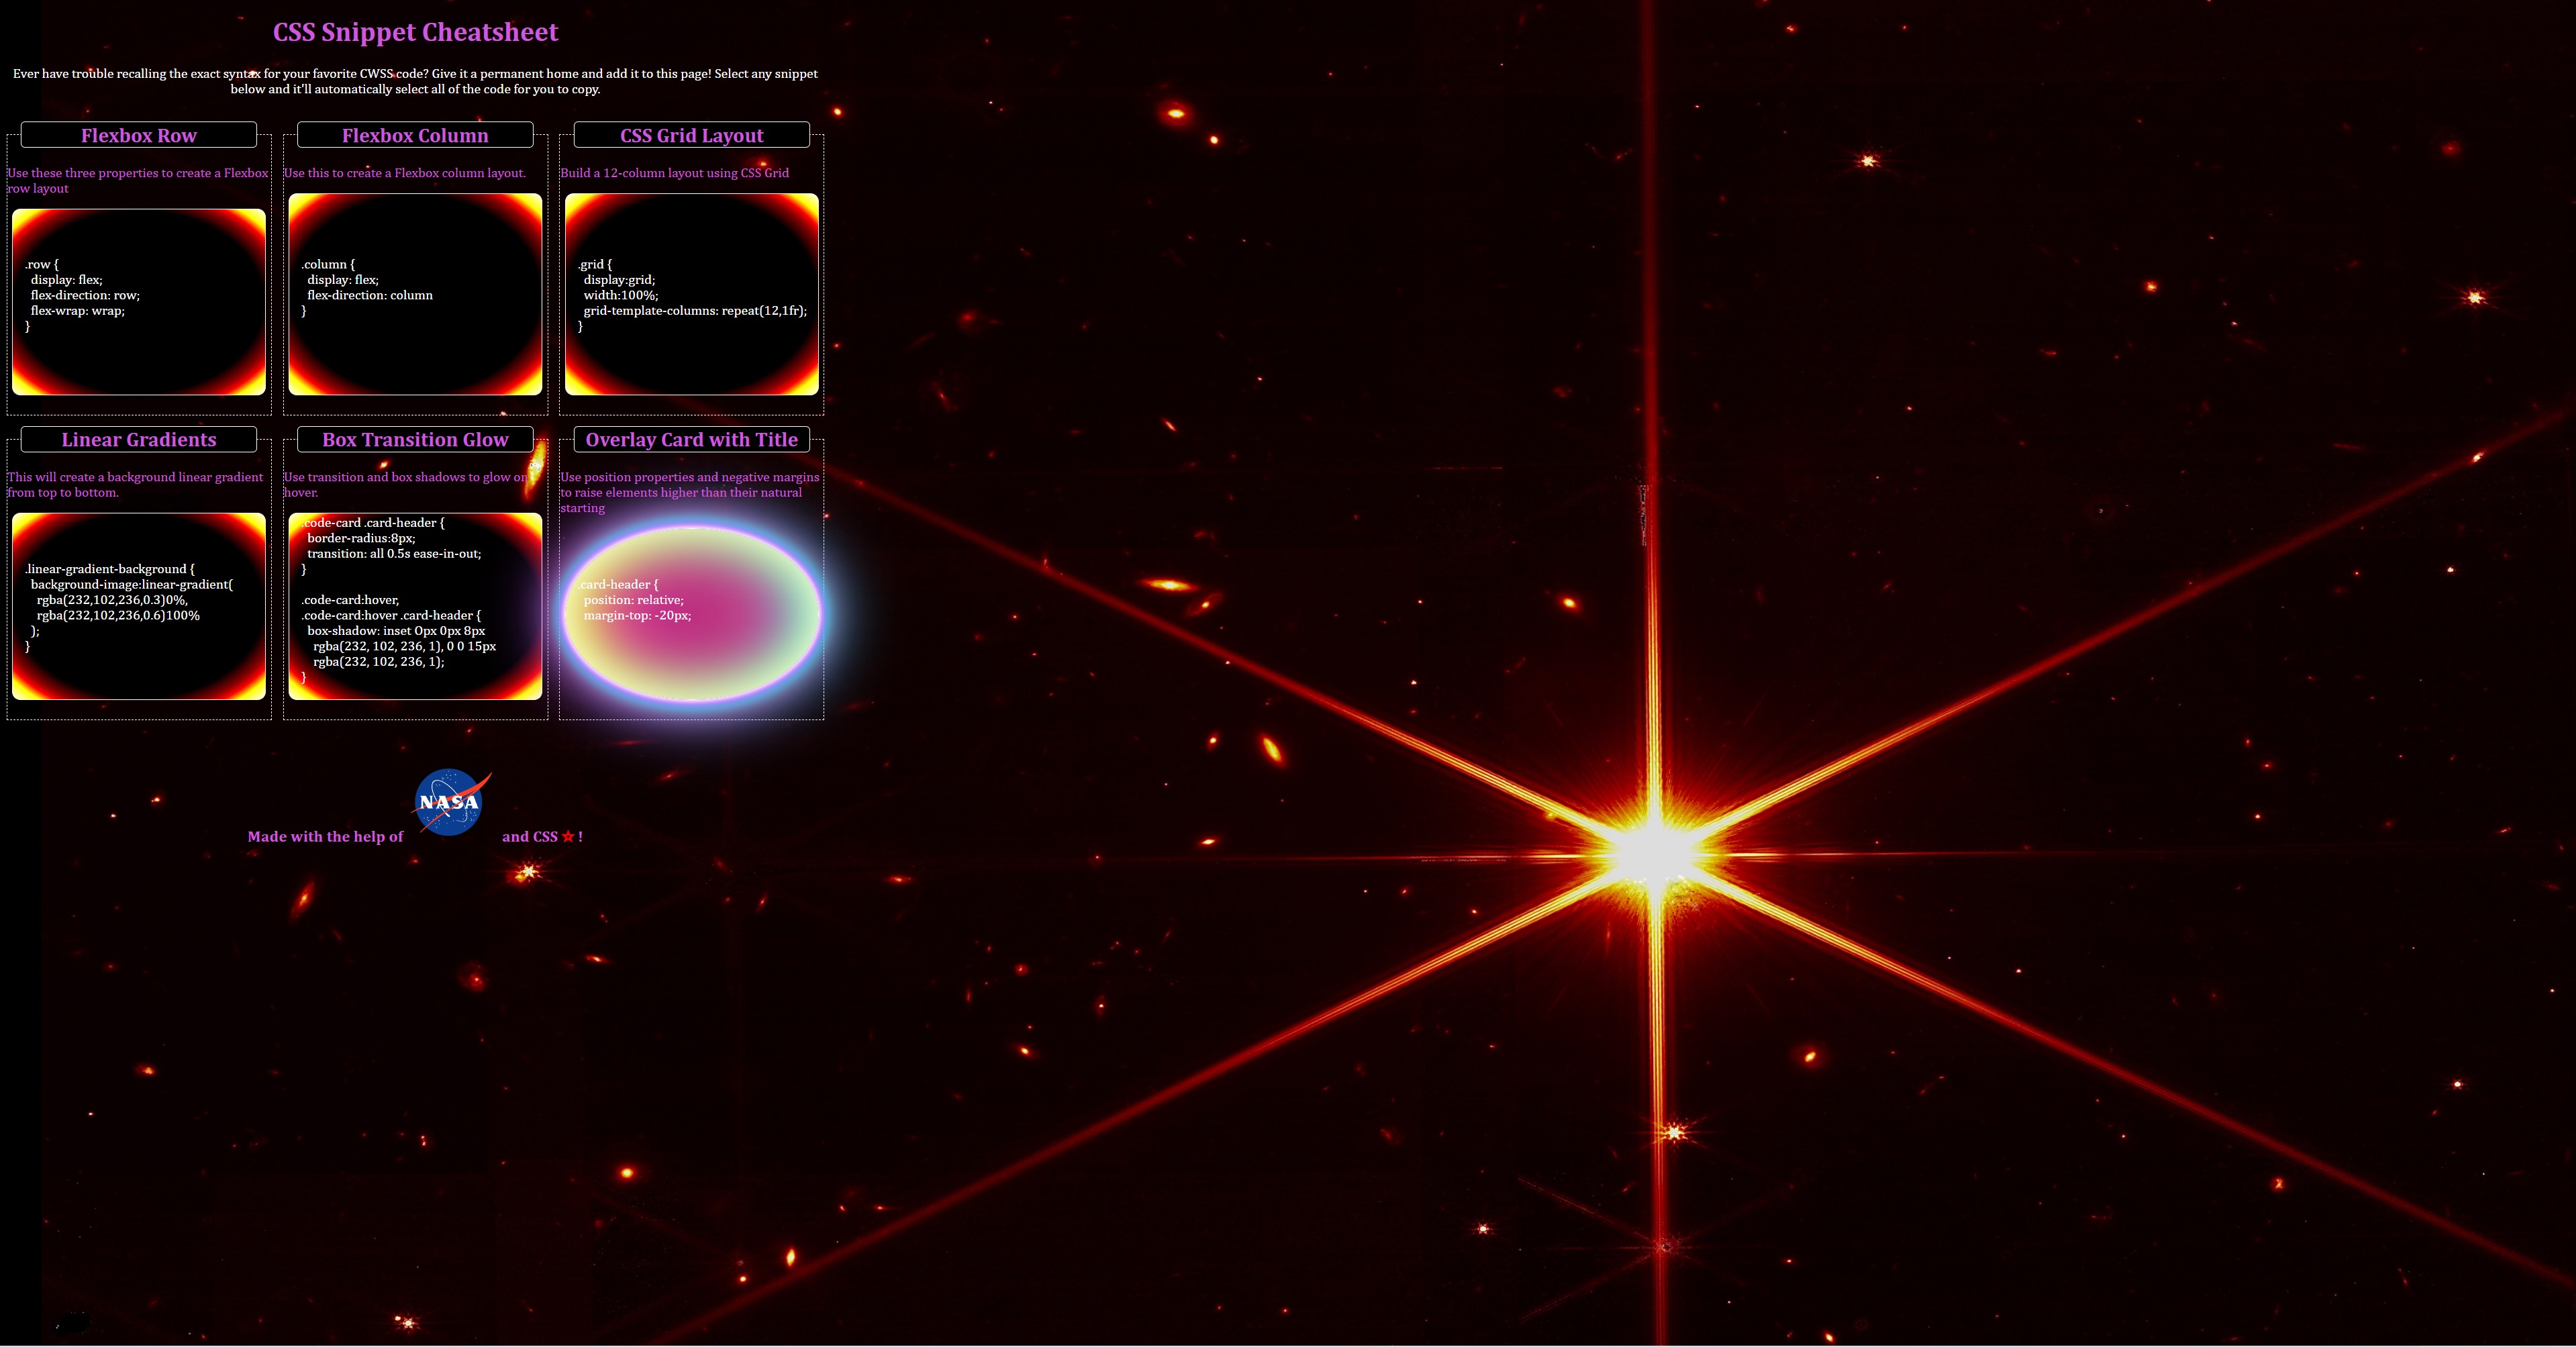 CSS Snippet Cheatsheet
Ever have trouble recalling the exact syntax for your favorite CWSS code? Give it a permanent home and add it to this page! Select any snippet
below and it'll automatically select all of the code for you to copy.
Flexbox Row
Use these three properties to create a Flexbox
row layout
.row {
display: flex;
flex-direction: row;
flex-wrap: wrap;
}
Flexbox Column
Use this to create a Flexbox column layout.
.column {
display: flex;
flex-direction: column
}
CSS Grid Layout
Build a 12-column layout using CSS Grid
.grid {
display:grid;
width:100%;
grid-template-columns: repeat(12,1fr);
}
Linear Gradients
This will create a background linear gradient
from top to bottom.
.linear-gradient-background {
background-image:linear-gradient(
rgba(232,102,236,0.3)0%,
rgba(232,102,236,0.6)100%
);
}
Box Transition Glow
Use transition and box shadows to glow on
hover.
.code-card .card-header {
border-radius:8px;
transition: all 0.5s ease-in-out;
}
.code-card:hover,
.code-card:hover .card-header {
box-shadow: inset Opx 0px 8px
rgba(232, 102, 236, 1), 0 0 15px
rgba(232, 102, 236, 1);
}
Overlay Card with Title
Use position properties and negative margins
to raise elements higher than their natural
starting
.card-header {
position: relative;
margin-top: -20px;
NASA
Made with the help of and CSS ☆!